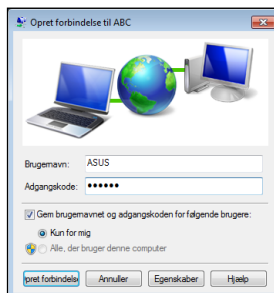 Opret forbindelse til ABC
Brugernavn: ASUS
Adgangskode: ••••••
Gem brugernavnet og adgangskoden for følgende brugere:
Kun for mig
Alle, der bruger denne computer
pret forbindels Annuller Egenskaber Hjælp